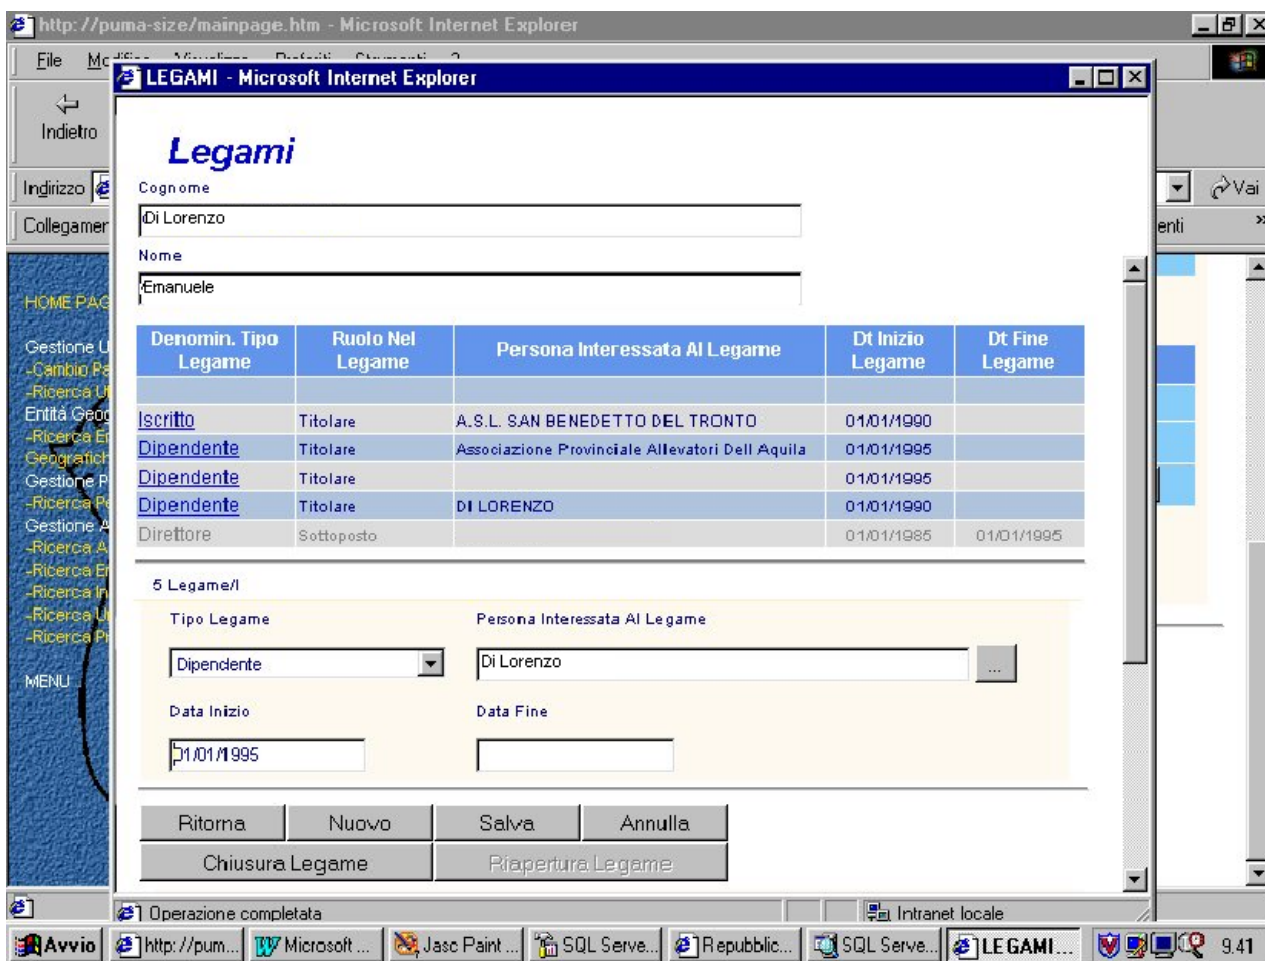 http://puma-size/mainpage.htm - Microsoft Internet Explorer
File
LEGAMI - Microsoft Internet Explorer
Indietro
Legami
Indirizzo
Vai
Cognome
Di Lorenzo
Collegamen
enti
Nome
Emanuele
HOME PAG
Denomin. Tipo Legame Ruolo Nel Legame Persona Interessata Al Legame Dt Inizio Legame Dt Fine Legame
Gestione U
-Cambio Pa
-Ricerca Ut
Entità Geog
-Ricerca En
Geografich
Gestione P
-Ricerca Pe
Gestione A
-Ricerca A
-Ricerca En
-Ricerca In
-Ricerca Un
-Ricerca Pr
MENU
Iscritto Titolare A.S.L. SAN BENEDETTO DEL TRONTO 01/01/1990
Dipendente Titolare Associazione Provinciale Allevatori Dell Aquila 01/01/1995
Dipendente Titolare 01/01/1995
Dipendente Titolare DI LORENZO 01/01/1990
Direttore Sottoposto 01/01/1985 01/01/1995
5 Legame/I
Tipo Legame Persona Interessata Al Legame
Dipendente Di Lorenzo ...
Data Inizio Data Fine
01/01/1995
Ritorna Nuovo Salva Annulla
Chiusura Legame Riapertura Legame
Operazione completata Intranet locale
Avvio http://pum... Microsoft ... Jasc Paint ... SQL Serve... Repubblic... SQL Serve... LEGAMI... 9.41